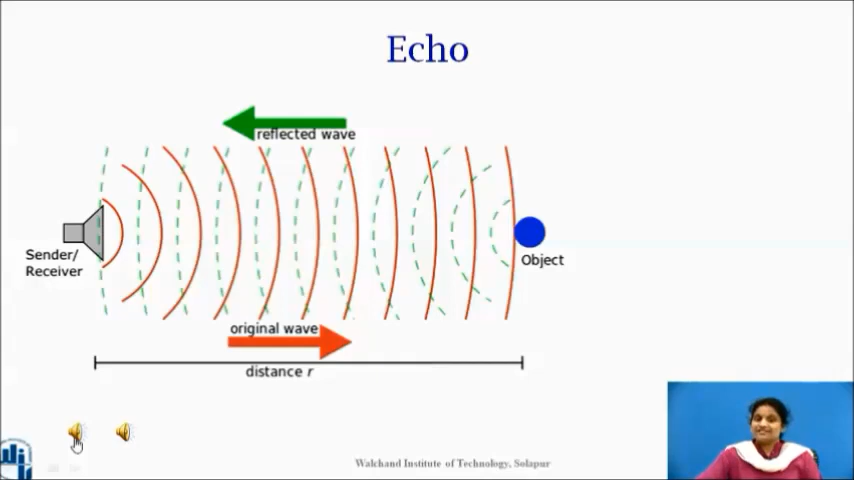 Echo
reflected wave
Sender/
Receiver
Object
original wave
distance r
Walchand Institute of Technology, Solapur